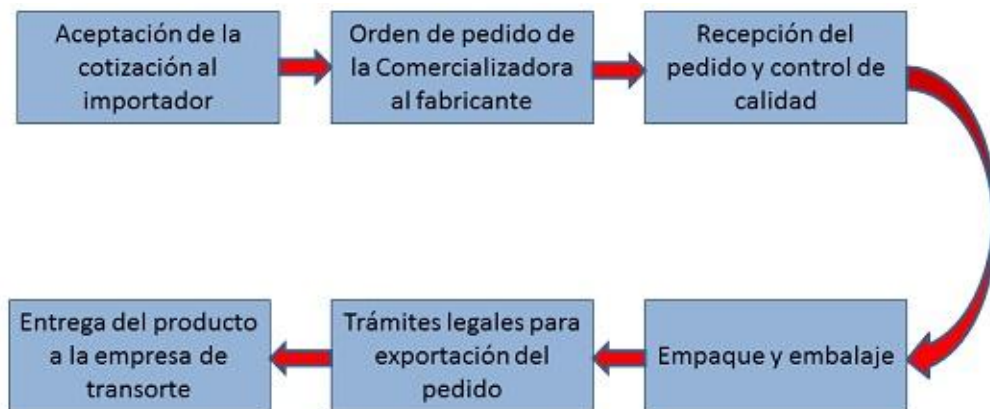 Aceptación de la
cotización al
importador
Orden de pedido de
la Comercializadora
al fabricante
Recepción del
pedido y control de
calidad
Empaque y embalaje
Trámites legales para
exportación del
pedido
Entrega del producto
a la empresa de
transorte